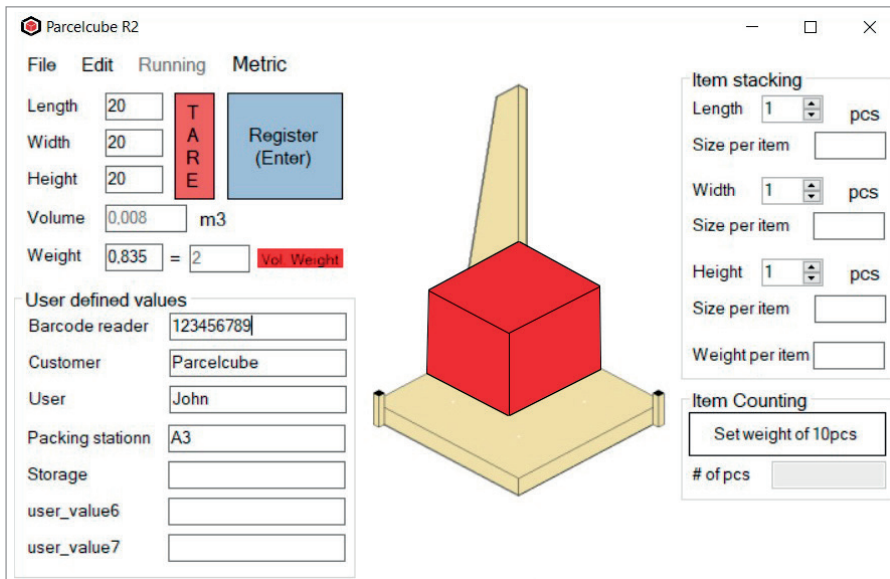 Parcelcube R2
File Edit Running Metric
Length 20
Width 20
Height 20
TARE
Register
(Enter)
Volume 0,008 m3
Weight 0,835 = 2 Vol. Weight
User defined values
Barcode reader 123456789
Customer Parcelcube
User John
Packing stationn A3
Storage
user_value6
user_value7
Item stacking
Length 1 pcs
Size per item
Width 1 pcs
Size per item
Height 1 pcs
Size per item
Weight per item
Item Counting
Set weight of 10pcs
# of pcs